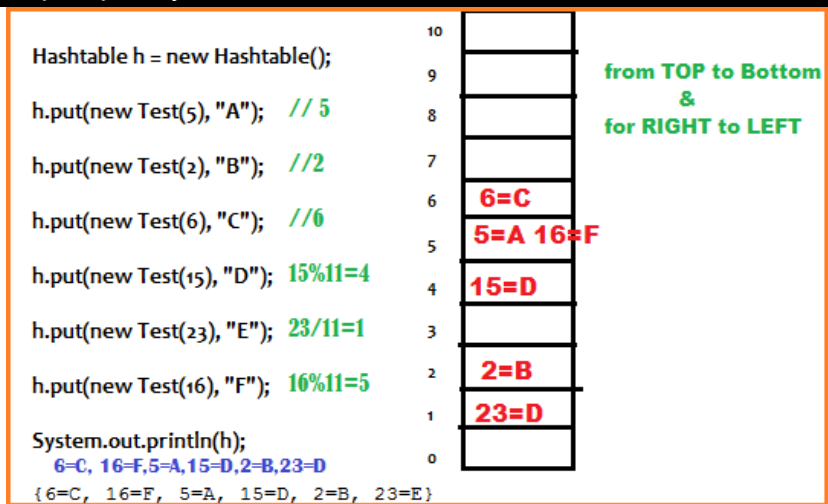 Hashtable h = new Hashtable();
h.put(new Test(5), "A"); // 5
h.put(new Test(2), "B"); //2
h.put(new Test(6), "C"); //6
h.put(new Test(15), "D"); 15%11=4
h.put(new Test(23), "E"); 23/11=1
h.put(new Test(16), "F"); 16%11=5
System.out.println(h);
6=C, 16=F,5=A,15=D,2=B,23=D
{6=C, 16=F, 5=A, 15=D, 2=B, 23=E}
10
9
8
7
6 6=C
5 5=A 16=F
4 15=D
3
2 2=B
1 23=D
0
from TOP to Bottom
&
for RIGHT to LEFT